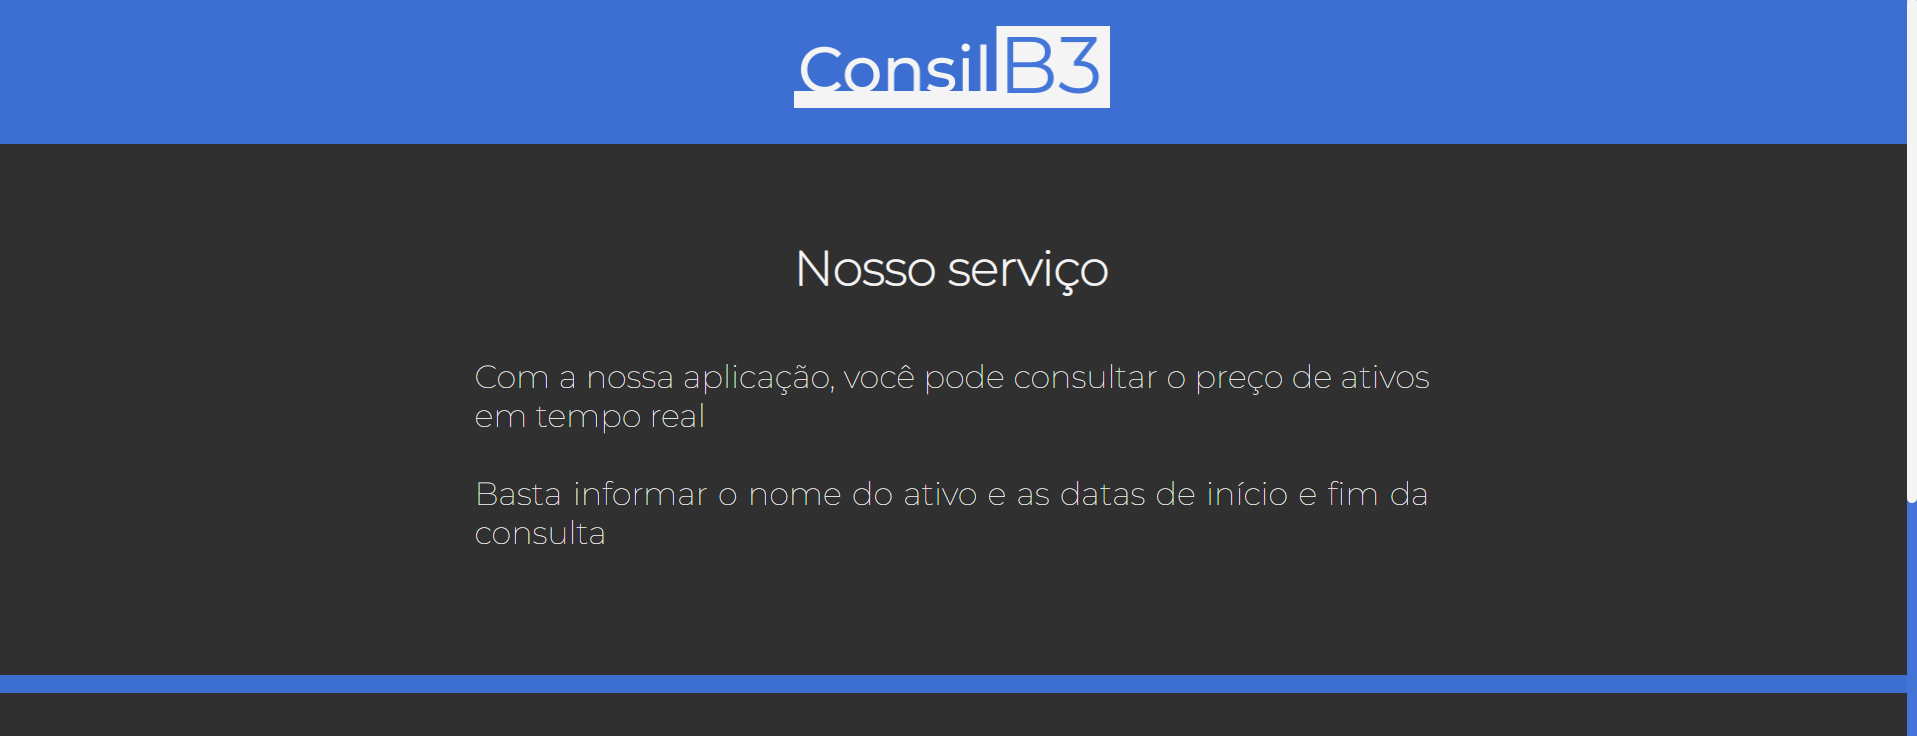 ConsilB3
Nosso serviço
Com a nossa aplicação, você pode consultar o preço de ativos
em tempo real
Basta informar o nome do ativo e as datas de início e fim da
consulta